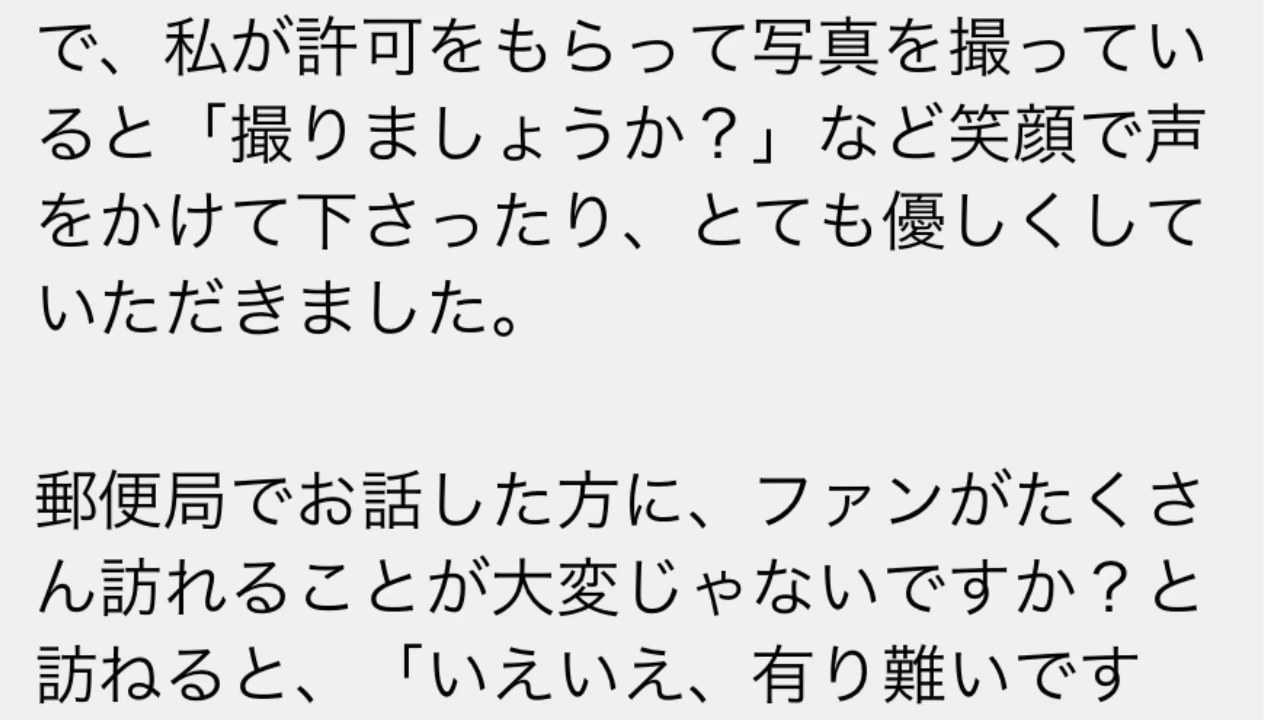 で、私が許可をもらって写真を撮ってい
ると「撮りましょうか？」など笑顔で声
をかけて下さったり、とても優しくして
いただきました。
郵便局でお話した方に、ファンがたくさ
ん訪れることが大変じゃないですか？と
訪ねると、「いえいえ、有り難いです